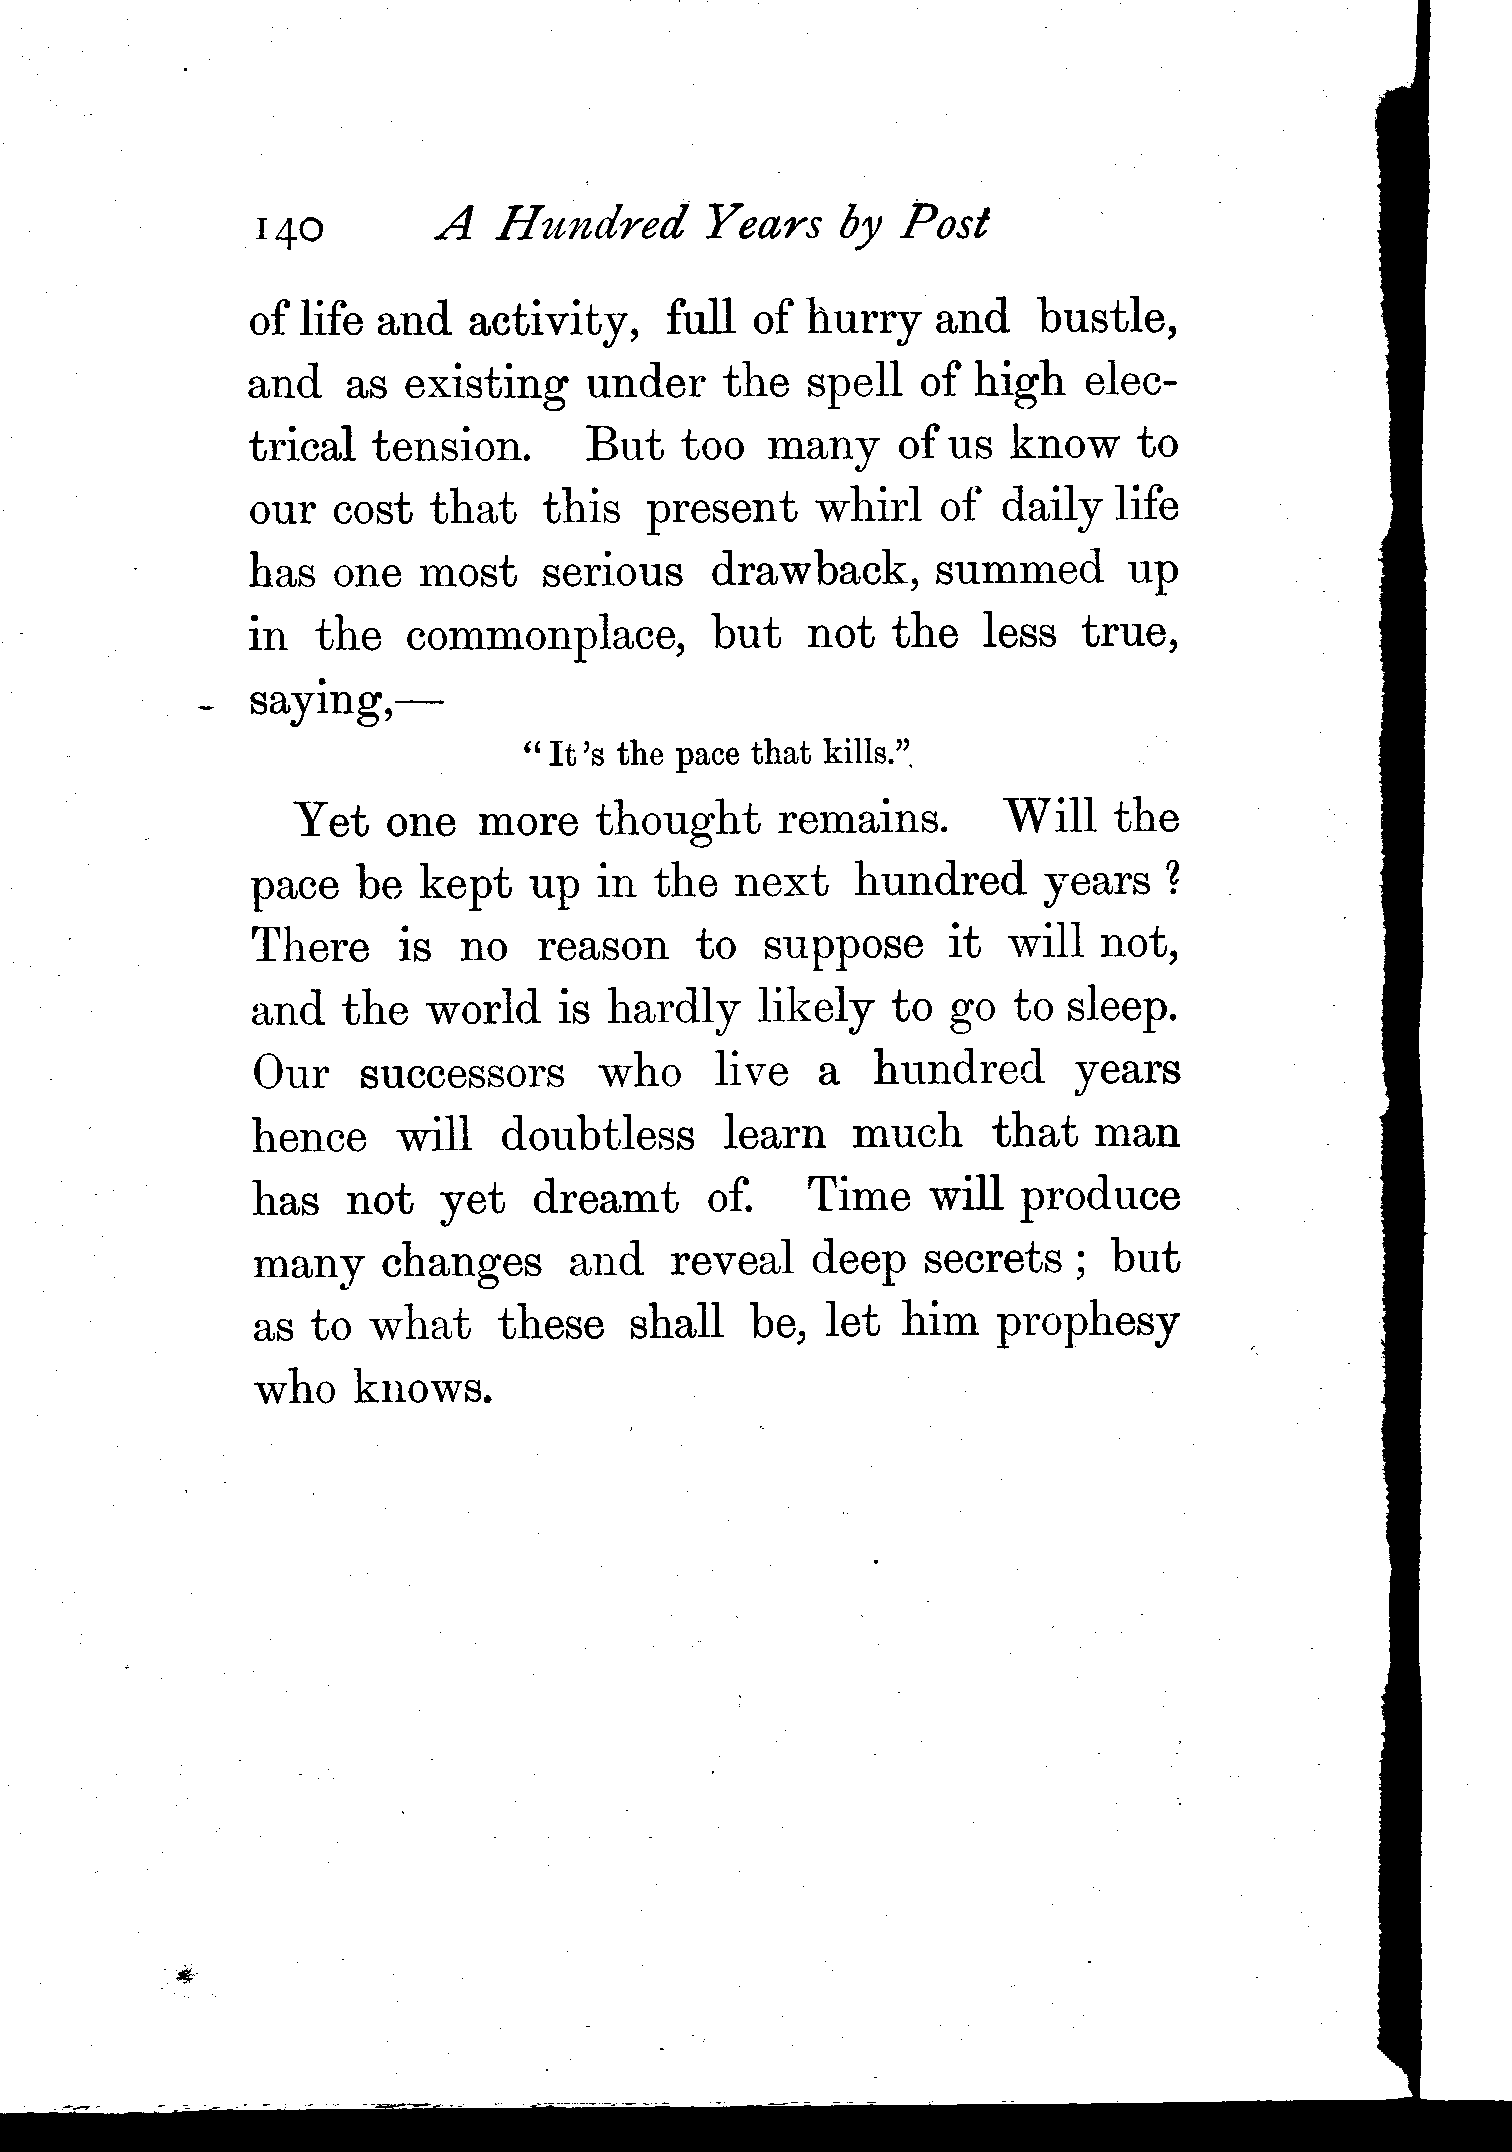 140 A Hundred Years by Post
of life and activity, full of hurry and bustle,
and as existing under the spell of high elec-
trical tension. But too many of us know to
our cost that this present whirl of daily life
has one most serious drawback, summed up
in the commonplace, but not the less true,
saying,—
"It's the pace that kills."
Yet one more thought remains. Will the
pace be kept up in the next hundred years ?
There is no reason to suppose it will not,
and the world is hardly likely to go to sleep.
Our successors who live a hundred years
hence will doubtless learn much that man
has not yet dreamt of. Time will produce
many changes and reveal deep secrets ; but
as to what these shall be, let him prophesy
who knows.